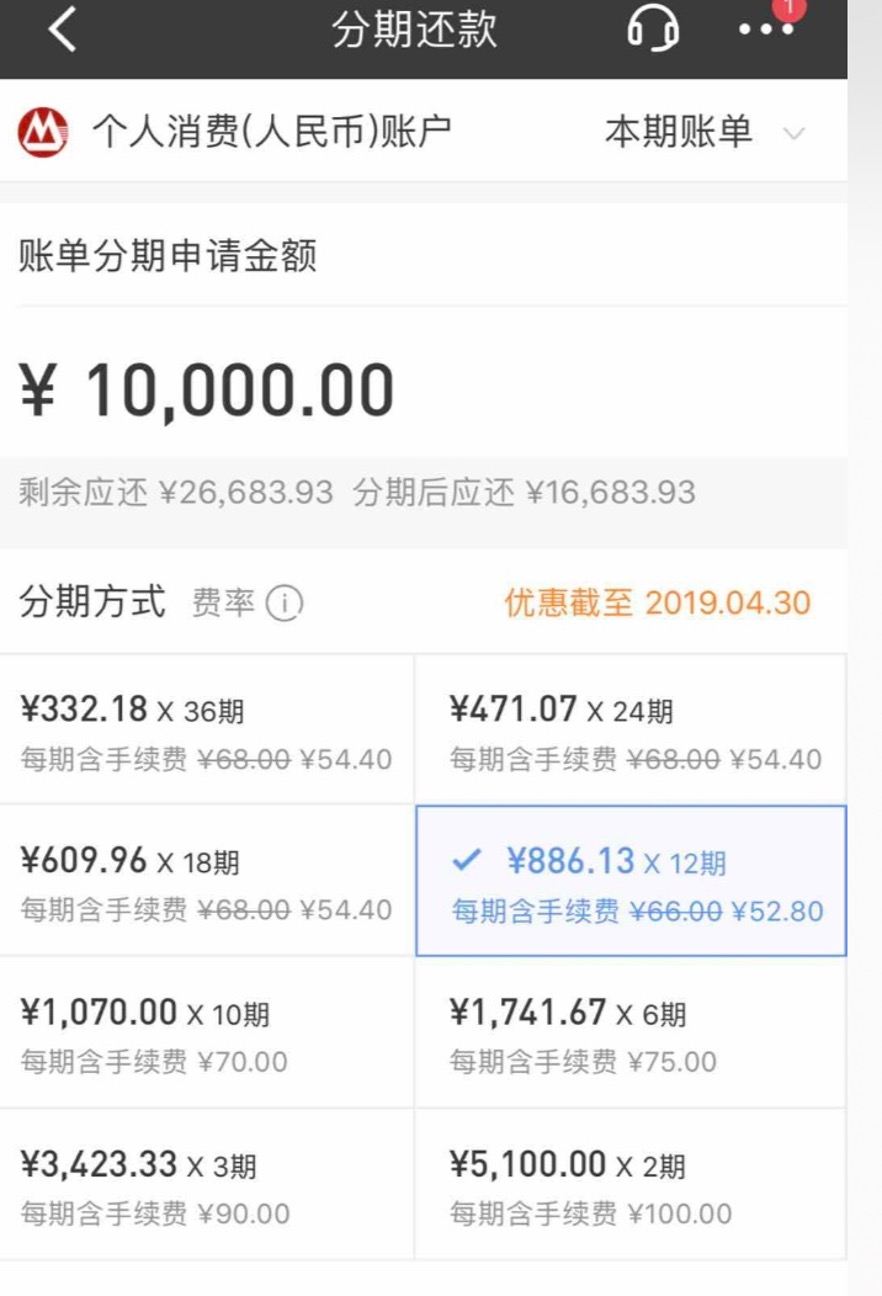 分期还款
1
个人消费(人民币)账户 本期账单
账单分期申请金额
¥ 10,000.00
剩余应还 ¥26,683.93 分期后应还 ¥16,683.93
分期方式 费率 i 优惠截至 2019.04.30
¥332.18 X 36期
每期含手续费 ¥68.00 ¥54.40
¥471.07 X 24期
每期含手续费 ¥68.00 ¥54.40
¥609.96 X 18期
每期含手续费 ¥68.00 ¥54.40
¥886.13 X 12期
每期含手续费 ¥66.00 ¥52.80
¥1,070.00 X 10期
每期含手续费 ¥70.00
¥1,741.67 X 6期
每期含手续费 ¥75.00
¥3,423.33 X 3期
每期含手续费 ¥90.00
¥5,100.00 X 2期
每期含手续费 ¥100.00